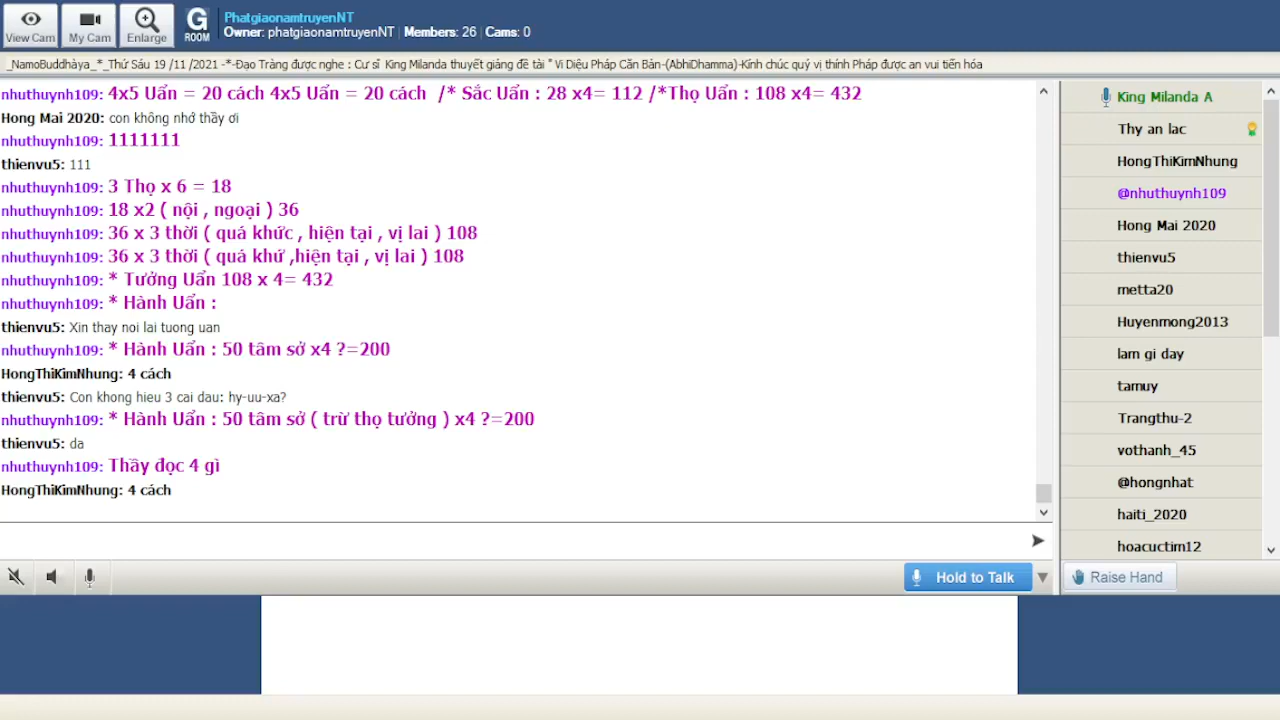 View Cam
My Cam
Enlarge
G
ROOM
PhatgiaonamtruyenNT
Owner: phatgiaonamtruyenNT | Members: 26 | Cams: 0
_NamoBuddhàya_*_Thứ Sáu 19 /11 /2021 -*-Đạo Tràng được nghe : Cư sĩ King Milanda thuyết giảng đề tài " Vi Diệu Pháp Căn Bản-(AbhiDhamma)-Kính chúc quý vị thính Pháp được an vui tiến hóa
nhuthuynh109: 4x5 Uẩn = 20 cách 4x5 Uẩn = 20 cách /* Sắc Uẩn : 28 x4= 112 /*Thọ Uẩn : 108 x4= 432
Hong Mai 2020: con không nhớ thầy ơi
nhuthuynh109: 1111111
thienvu5: 111
nhuthuynh109: 3 Thọ x 6 = 18
nhuthuynh109: 18 x2 ( nội , ngoại ) 36
nhuthuynh109: 36 x 3 thời ( quá khức , hiện tại , vị lai ) 108
nhuthuynh109: 36 x 3 thời ( quá khứ ,hiện tại , vị lai ) 108
nhuthuynh109: * Tưởng Uẩn 108 x 4= 432
nhuthuynh109: * Hành Uẩn :
thienvu5: Xin thay noi lai tuong uan
nhuthuynh109: * Hành Uẩn : 50 tâm sở x4 ?=200
HongThiKimNhung: 4 cách
thienvu5: Con khong hieu 3 cai dau: hy-uu-xa?
nhuthuynh109: * Hành Uẩn : 50 tâm sở ( trừ thọ tưởng ) x4 ?=200
thienvu5: da
nhuthuynh109: Thầy đọc 4 gì
HongThiKimNhung: 4 cách
King Milanda A
Thy an lac
HongThiKimNhung
@nhuthuynh109
Hong Mai 2020
thienvu5
metta20
Huyenmong2013
lam gi day
tamuy
Trangthu-2
vothanh_45
@hongnhat
haiti_2020
hoacuctim12
Hold to Talk
Raise Hand